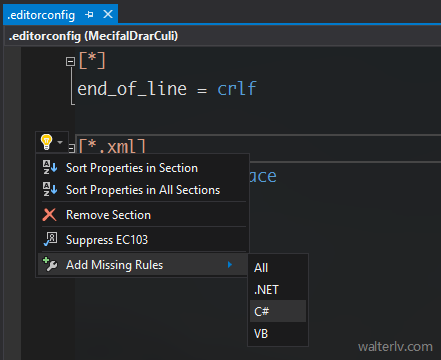 .editorconfig
.editorconfig (MecifalDrarCuli)
[*]
end_of_line = crlf
[*.xml]
ace
Sort Properties in Section
Sort Properties in All Sections
Remove Section
Suppress EC103
Add Missing Rules
All
.NET
C#
VB
walterlv.com